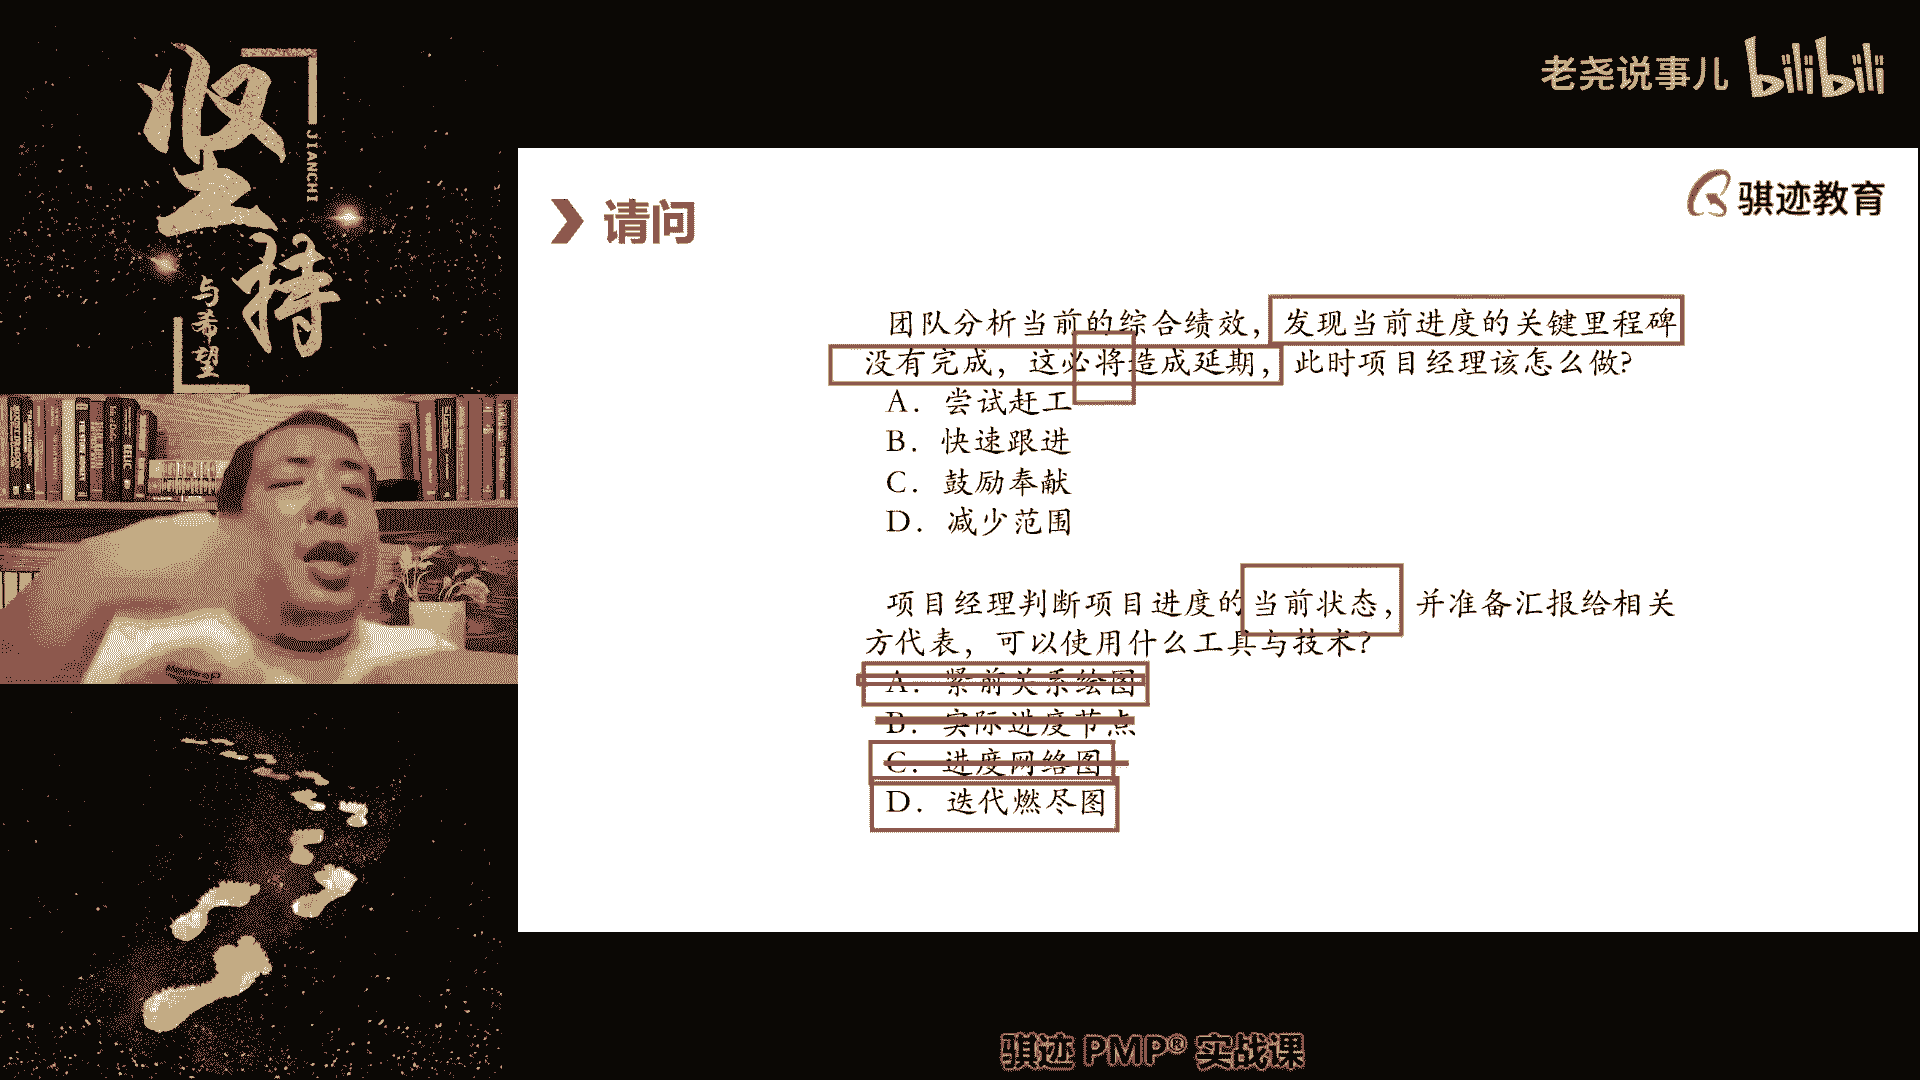 坚持
JIANCHI
与希望
老尧说事儿 bilibili
骐迹教育
请问
团队分析当前的综合绩效，发现当前进度的关键里程碑
没有完成，这必将造成延期，此时项目经理该怎么做?
A. 尝试赶工
B. 快速跟进
C. 鼓励奉献
D. 减少范围
项目经理判断项目进度的当前状态，并准备汇报给相关
方代表，可以使用什么工具与技术?
A. 紧前关系绘图
B. 实际进度节点
C. 进度网络图
D. 迭代燃尽图
骐迹 PMP® 实战课